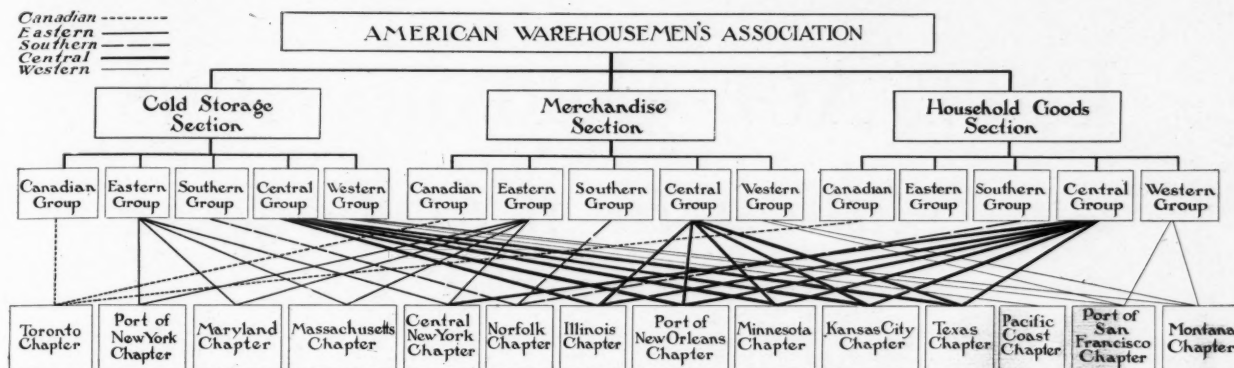 Canadian
Eastern
Southern
Central
Western
AMERICAN WAREHOUSEMEN'S ASSOCIATION
Cold Storage
Section
Merchandise
Section
Household Goods
Section
Canadian
Group
Eastern
Group
Southern
Group
Central
Group
Western
Group
Canadian
Group
Eastern
Group
Southern
Group
Central
Group
Western
Group
Canadian
Group
Eastern
Group
Southern
Group
Central
Group
Western
Group
Toronto
Chapter
Port of
New York
Chapter
Maryland
Chapter
Massachusetts
Chapter
Central
New York
Chapter
Norfolk
Chapter
Illinois
Chapter
Port of
New Orleans
Chapter
Minnesota
Chapter
Kansas City
Chapter
Texas
Chapter
Pacific
Coast
Chapter
Port of
San
Francisco
Chapter
Montana
Chapter